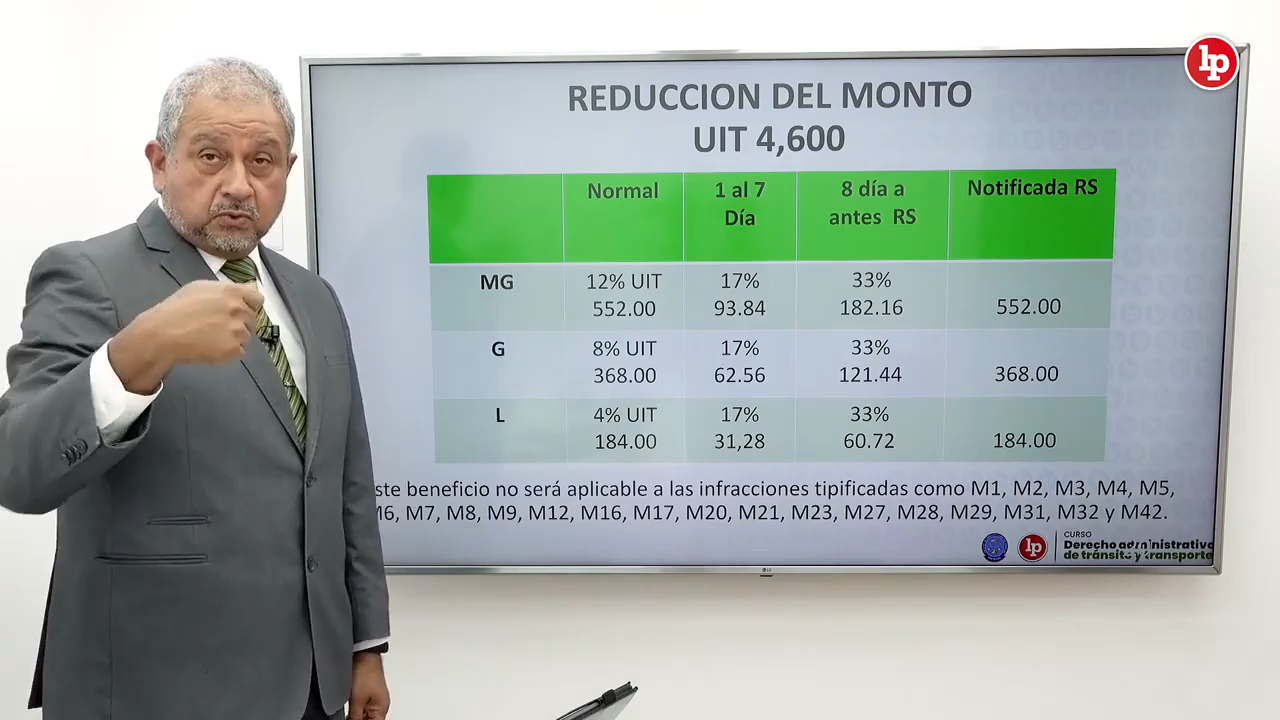 lp
REDUCCION DEL MONTO
UIT 4,600
Normal
1 al 7
Día
8 día a
antes RS
Notificada RS
MG
12% UIT
552.00
17%
93.84
33%
182.16
552.00
G
8% UIT
368.00
17%
62.56
33%
121.44
368.00
L
4% UIT
184.00
17%
31,28
33%
60.72
184.00
ste beneficio no será aplicable a las infracciones tipificadas como M1, M2, M3, M4, M5,
M6, M7, M8, M9, M12, M16, M17, M20, M21, M23, M27, M28, M29, M31, M32 y M42.
lp
CURSO
Derecho administrativo
de tránsito y transporte
LG